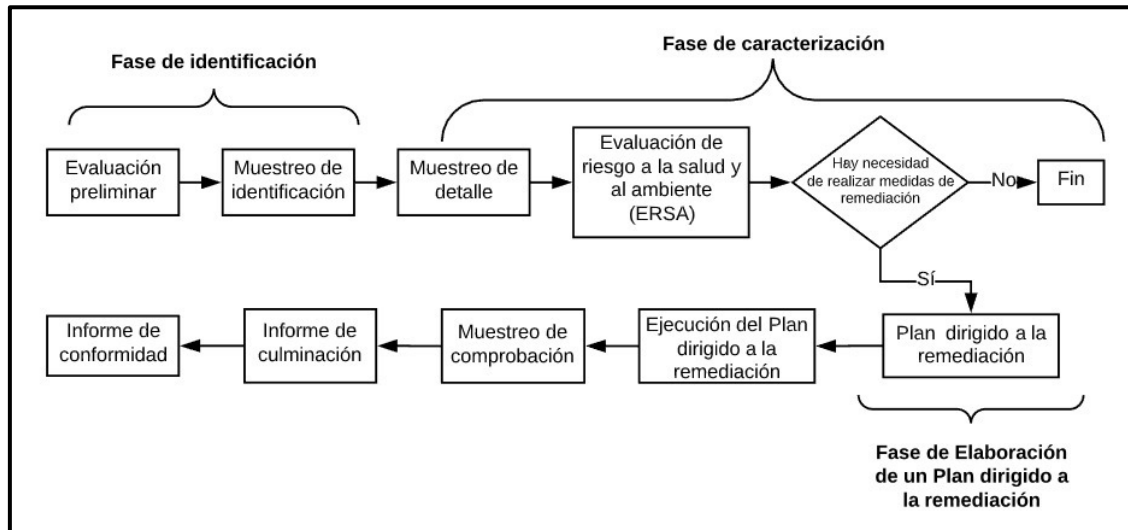 Fase de identificación
Fase de caracterización
Evaluación
preliminar
Muestreo de
identificación
Muestreo de
detalle
Evaluación de
riesgo a la salud y
al ambiente
(ERSA)
Hay necesidad
de realizar medidas de
remediación
No
Fin
Sí
Informe de
conformidad
Informe de
culminación
Muestreo de
comprobación
Ejecución del Plan
dirigido a la
remediación
Plan dirigido a la
remediación
Fase de Elaboración
de un Plan dirigido a
la remediación